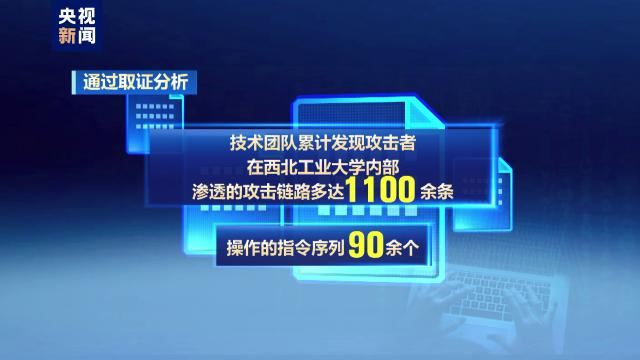 央视
新闻
通过取证分析
技术团队累计发现攻击者
在西北工业大学内部
渗透的攻击链路多达1100余条
操作的指令序列90余个